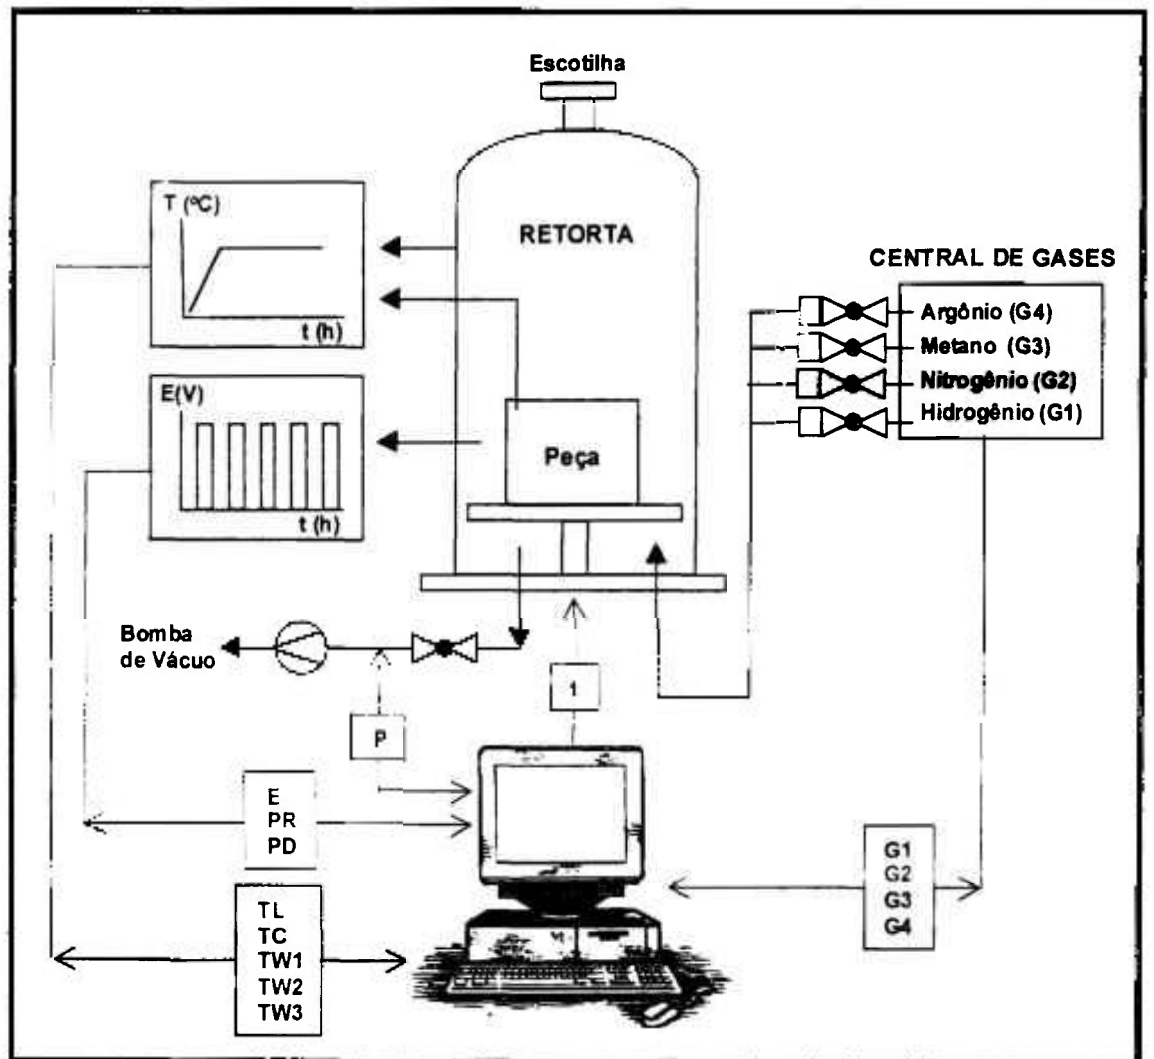 Escotilha
T (ºC)
t (h)
RETORTA
CENTRAL DE GASES
Argônio (G4)
Metano (G3)
Nitrogênio (G2)
Hidrogênio (G1)
E(V)
t (h)
Peça
Bomba
de Vácuo
1
P
E
PR
PD
G1
G2
G3
G4
TL
TC
TW1
TW2
TW3